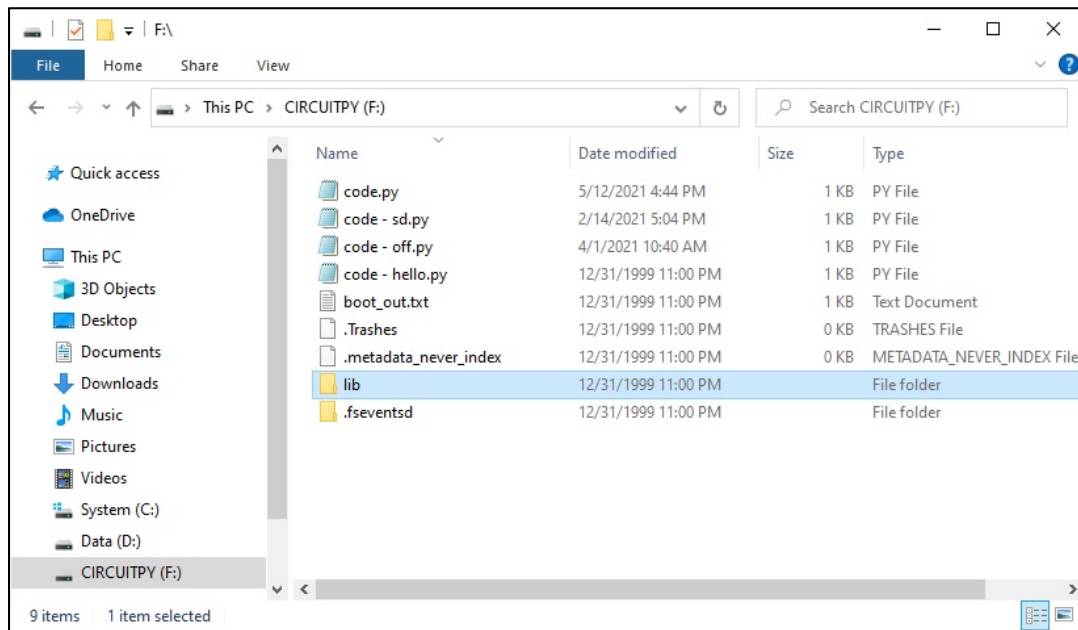 F:\
File Home Share View
This PC > CIRCUITPY (F:) Search CIRCUITPY (F:)
Quick access
OneDrive
This PC
3D Objects
Desktop
Documents
Downloads
Music
Pictures
Videos
System (C:)
Data (D:)
CIRCUITPY (F:)
Name Date modified Size Type
code.py 5/12/2021 4:44 PM 1 KB PY File
code - sd.py 2/14/2021 5:04 PM 1 KB PY File
code - off.py 4/1/2021 10:40 AM 1 KB PY File
code - hello.py 12/31/1999 11:00 PM 1 KB PY File
boot_out.txt 12/31/1999 11:00 PM 1 KB Text Document
.Trashes 12/31/1999 11:00 PM 0 KB TRASHES File
.metadata_never_index 12/31/1999 11:00 PM 0 KB METADATA_NEVER_INDEX File
lib 12/31/1999 11:00 PM File folder
.fseventsd 12/31/1999 11:00 PM File folder
9 items 1 item selected